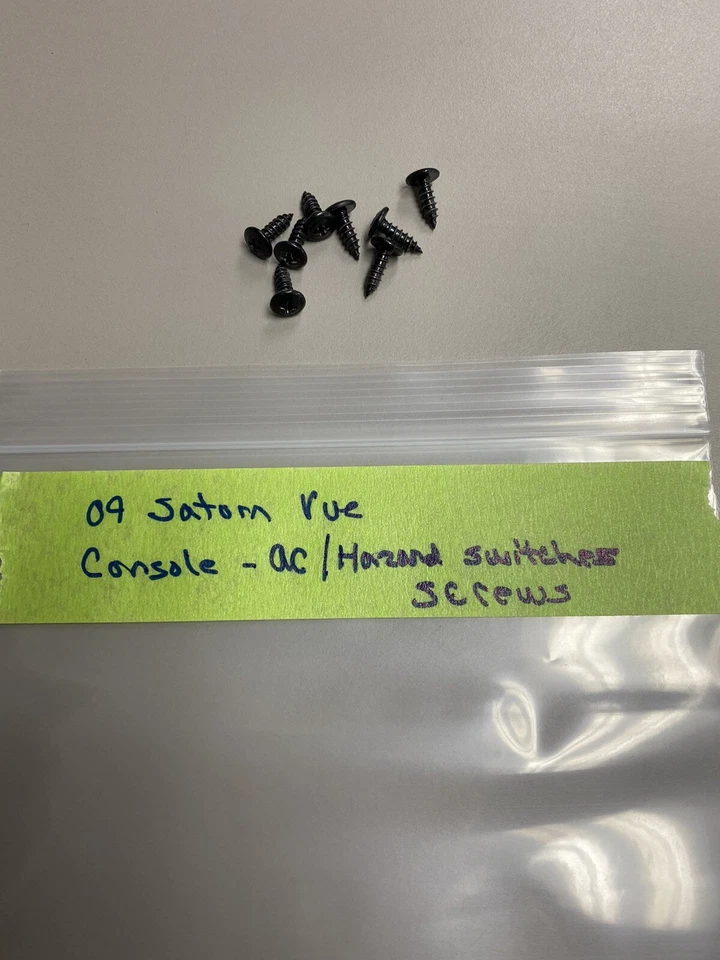 09 Saturn Vue
Console - AC/Hazard switches
screws